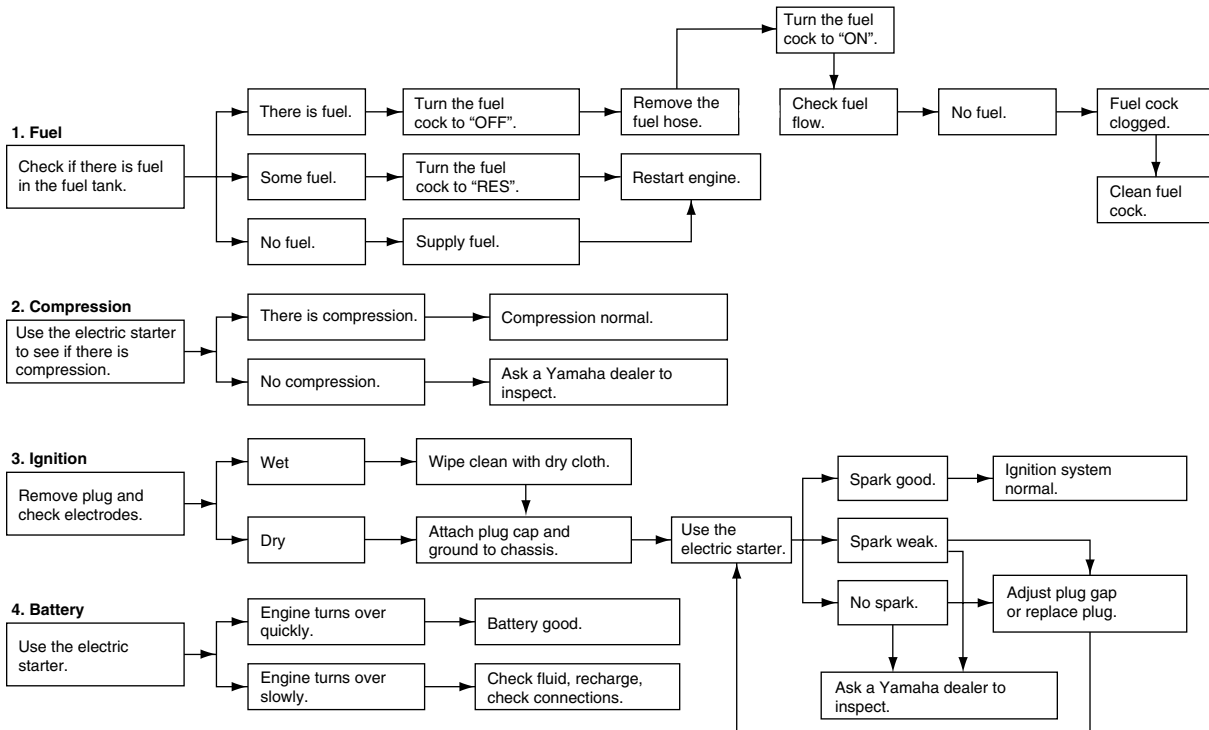 1. Fuel
Check if there is fuel
in the fuel tank.
There is fuel.
Turn the fuel
cock to “OFF”.
Remove the
fuel hose.
Turn the fuel
cock to “ON”.
Check fuel
flow.
No fuel.
Fuel cock
clogged.
Clean fuel
cock.
Some fuel.
Turn the fuel
cock to “RES”.
Restart engine.
No fuel.
Supply fuel.
2. Compression
Use the electric starter
to see if there is
compression.
There is compression.
Compression normal.
No compression.
Ask a Yamaha dealer to
inspect.
3. Ignition
Remove plug and
check electrodes.
Wet
Wipe clean with dry cloth.
Dry
Attach plug cap and
ground to chassis.
Use the
electric starter.
Spark good.
Ignition system
normal.
Spark weak.
No spark.
Adjust plug gap
or replace plug.
Ask a Yamaha dealer to
inspect.
4. Battery
Use the electric
starter.
Engine turns over
quickly.
Battery good.
Engine turns over
slowly.
Check fluid, recharge,
check connections.